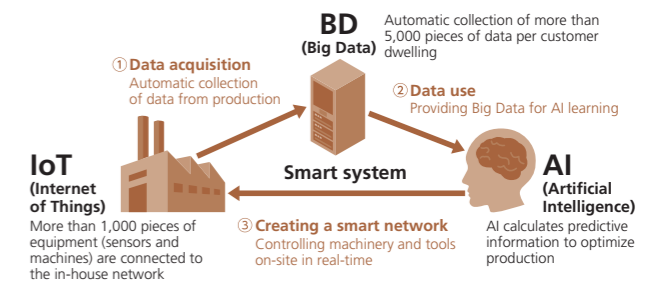 BD
(Big Data)
Automatic collection of more than
5,000 pieces of data per customer
dwelling
① Data acquisition
Automatic collection
of data from production
② Data use
Providing Big Data for AI learning
IoT
(Internet
of Things)
More than 1,000 pieces of
equipment (sensors and
machines) are connected to
the in-house network
Smart system
AI
(Artificial
Intelligence)
AI calculates predictive
information to optimize
production
③ Creating a smart network
Controlling machinery and tools
on-site in real-time